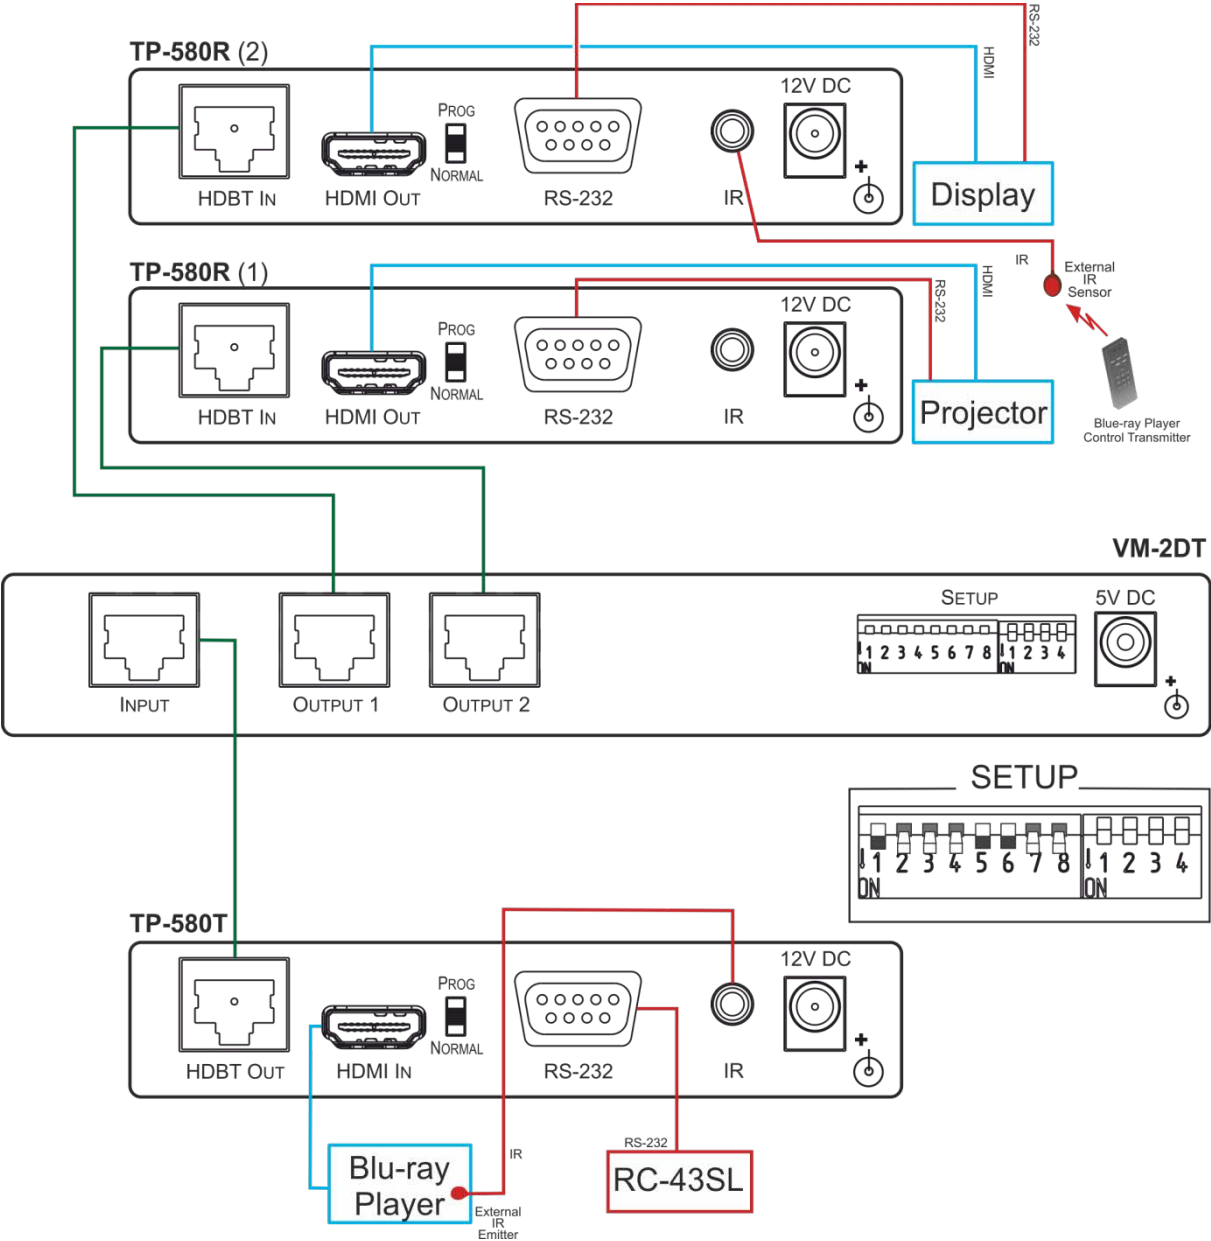 RS-232
TP-580R (2)
HDMI
12V DC
PROG
NORMAL
HDBT IN
HDMI OUT
RS-232
IR
+
Display
IR
External
IR
Sensor
TP-580R (1)
HDMI
RS-232
12V DC
PROG
NORMAL
HDBT IN
HDMI OUT
RS-232
IR
+
Projector
Blue-ray Player
Control Transmitter
VM-2DT
SETUP
5V DC
1 2 3 4 5 6 7 8
ON
1 2 3 4
ON
INPUT
OUTPUT 1
OUTPUT 2
+
SETUP
1 2 3 4 5 6 7 8
ON
1 2 3 4
ON
TP-580T
12V DC
PROG
NORMAL
HDBT OUT
HDMI IN
RS-232
IR
+
Blu-ray
Player
IR
External
IR
Emitter
RS-232
RC-43SL